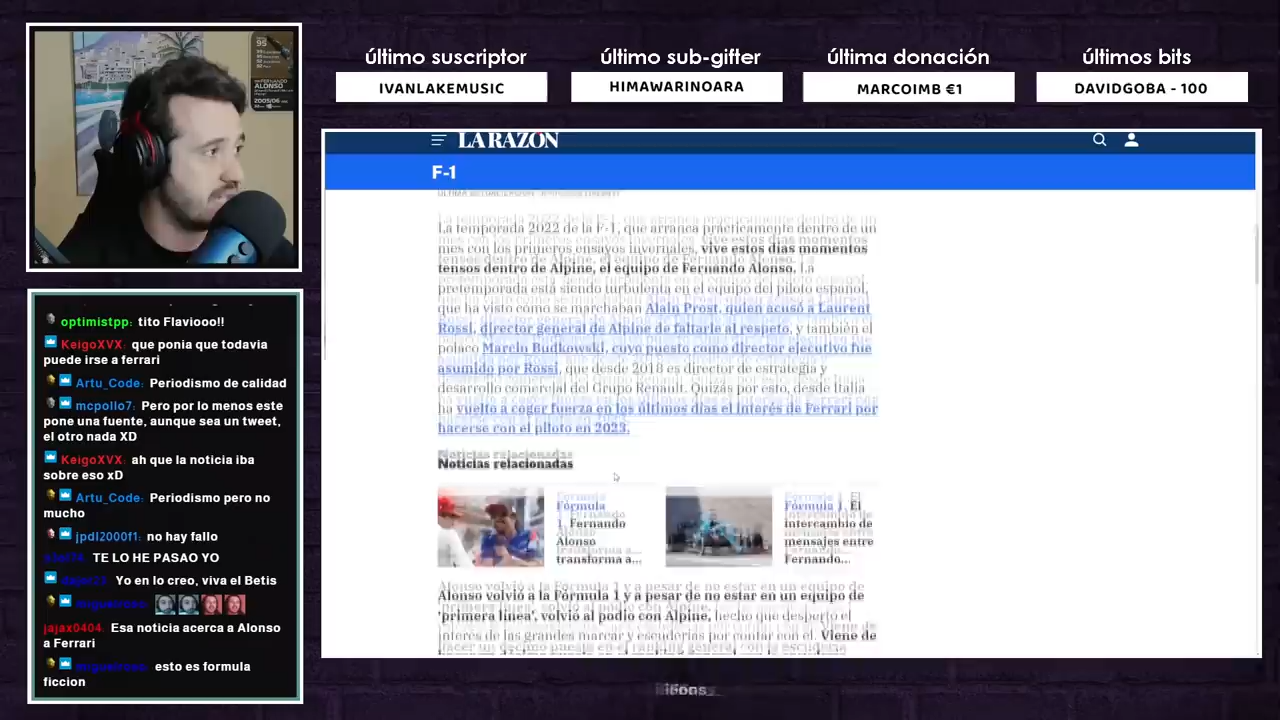 último suscriptor
último sub-gifter
última donación
últimos bits
IVANLAKEMUSIC
HIMAWARINOARA
MARCOIMB €1
DAVIDGOBA - 100
95
FERNANDO
ALONSO
2005/06
LA RAZÓN
F-1
La temporada 2022 de la F-1, que arranca prácticamente dentro de un
mes con los primeros ensayos invernales, vive estos días momentos
tensos dentro de Alpine, el equipo de Fernando Alonso. La
pretemporada está siendo turbulenta en el equipo del piloto español,
que ha visto como se marchaban Alain Prost, quien acusó a Laurent
Rossi, director general de Alpine de faltarle al respeto, y también el
polaco Marcin Budkowski, cuyo puesto como director ejecutivo fue
asumido por Rossi, que desde 2018 es director de estrategia y
desarrollo comercial del Grupo Renault. Quizás por esto, desde Italia
ha vuelto a coger fuerza en los últimos días el interés de Ferrari por
hacerse con el piloto en 2023.
Noticias relacionadas
Fórmula
1. Fernando
Alonso
transforma a...
Fórmula 1. El
intercambio de
mensajes entre
Fernando...
Alonso volvió a la Fórmula 1 y a pesar de no estar en un equipo de
'primera línea', volvió al podio con Alpine, hecho que despertó el
interés de las grandes marcar y escuderías por poder con él. Viene de
optimistpp: tito Flaviooo!!
KeigoXVX: que ponia que todavia
puede irse a ferrari
Artu_Code: Periodismo de calidad
mcpollo7: Pero por lo menos este
pone una fuente, aunque sea un tweet,
el otro nada XD
KeigoXVX: ah que la noticia iba
sobre eso xD
Artu_Code: Periodismo pero no
mucho
jpdl2000f1: no hay fallo
TE LO HE PASAO YO
Yo en lo creo, viva el Betis
jajax0404: Esa noticia acerca a Alonso
a Ferrari
esto es formula
ficcion